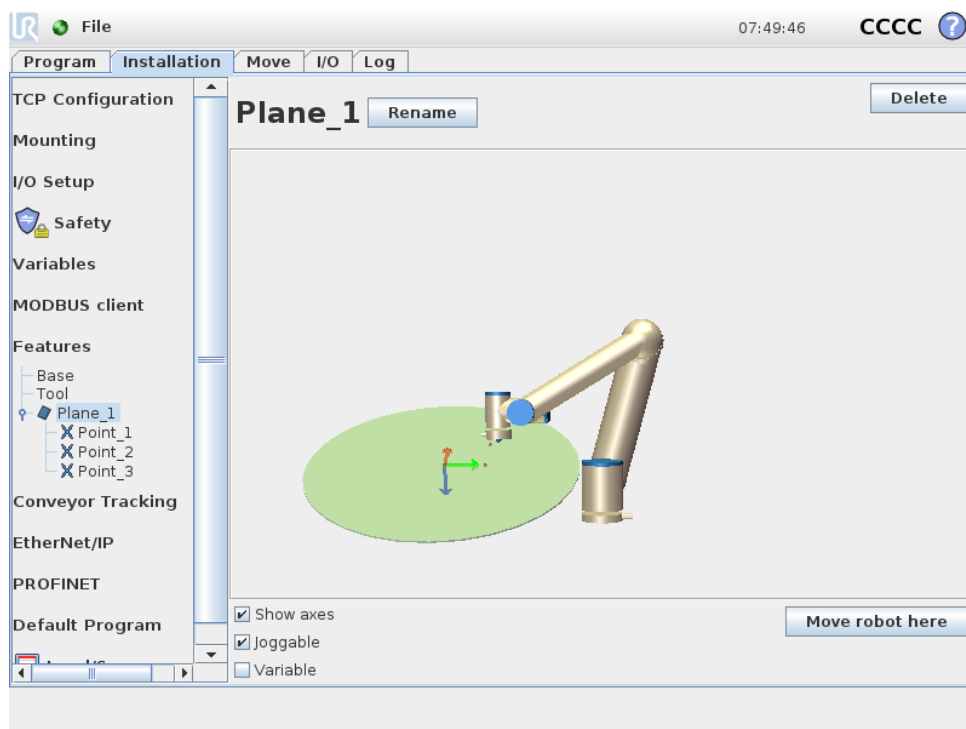 UR File 07:49:46 CCCC ?
Program Installation Move I/O Log
TCP Configuration
Mounting
I/O Setup
Safety
Variables
MODBUS client
Features
Base
Tool
Plane_1
Point_1
Point_2
Point_3
Conveyor Tracking
EtherNet/IP
PROFINET
Default Program
Plane_1 Rename Delete
Show axes
Joggable
Variable
Move robot here